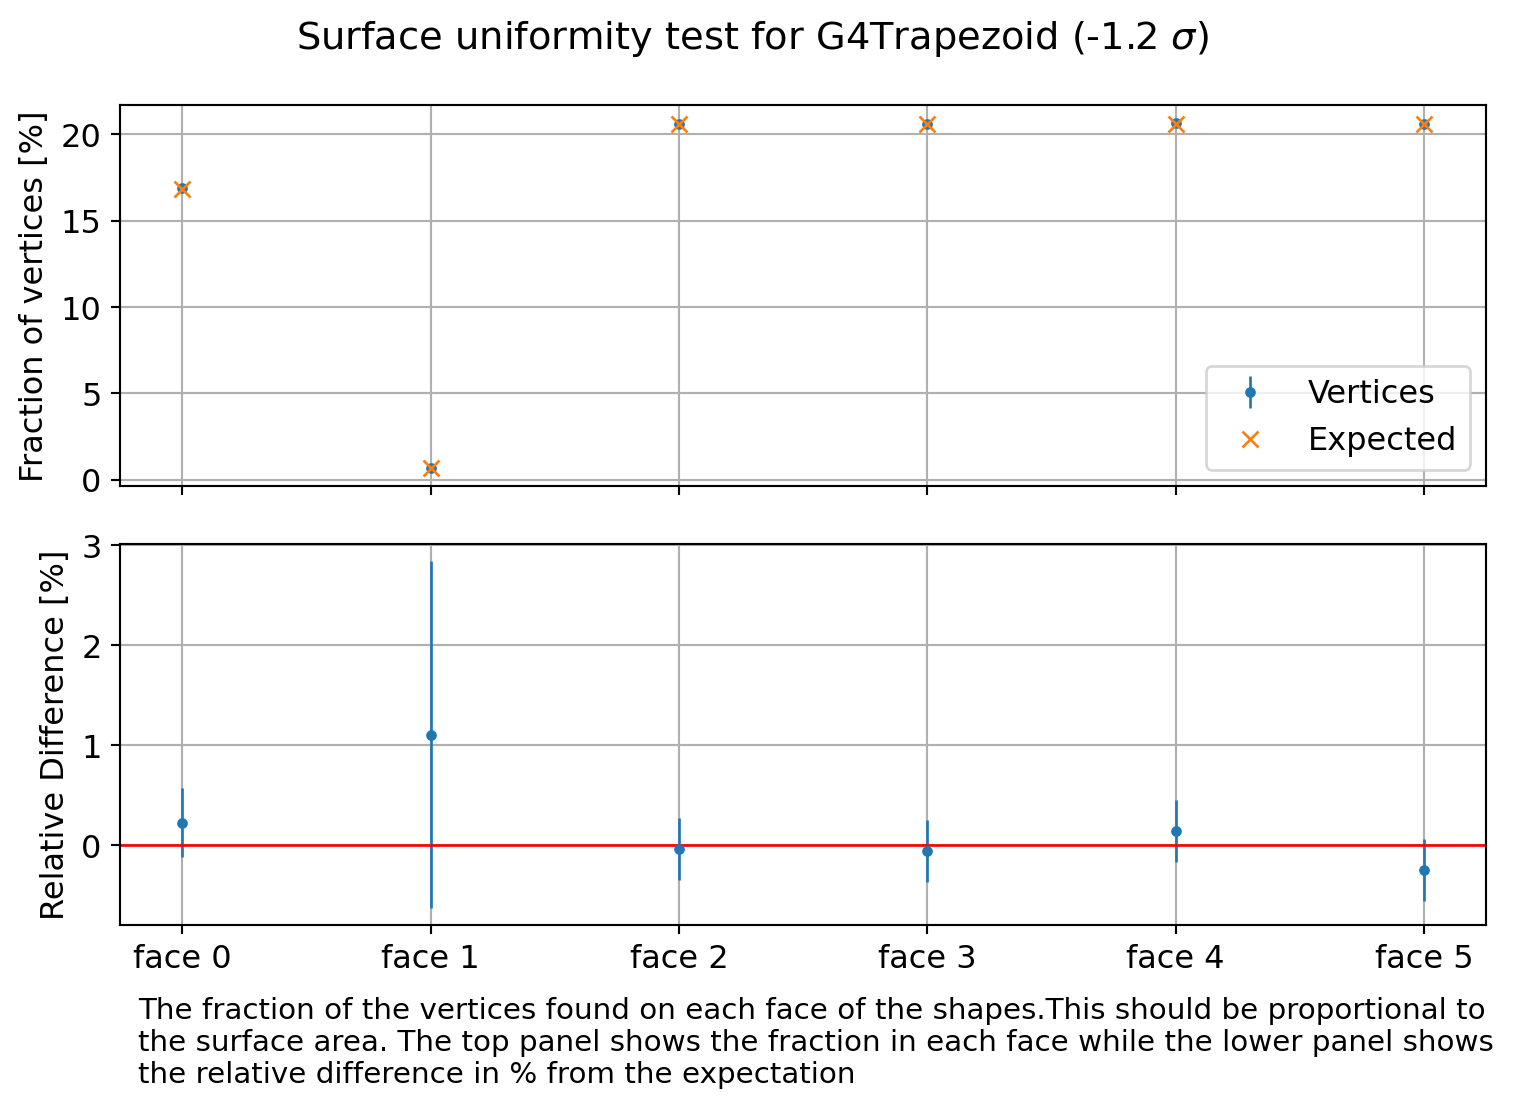 Surface uniformity test for G4Trapezoid (-1.2 σ)
Fraction of vertices [%]
20
15
10
5
0
Vertices
Expected
Relative Difference [%]
3
2
1
0
face 0 face 1 face 2 face 3 face 4 face 5
The fraction of the vertices found on each face of the shapes.This should be proportional to
the surface area. The top panel shows the fraction in each face while the lower panel shows
the relative difference in % from the expectation